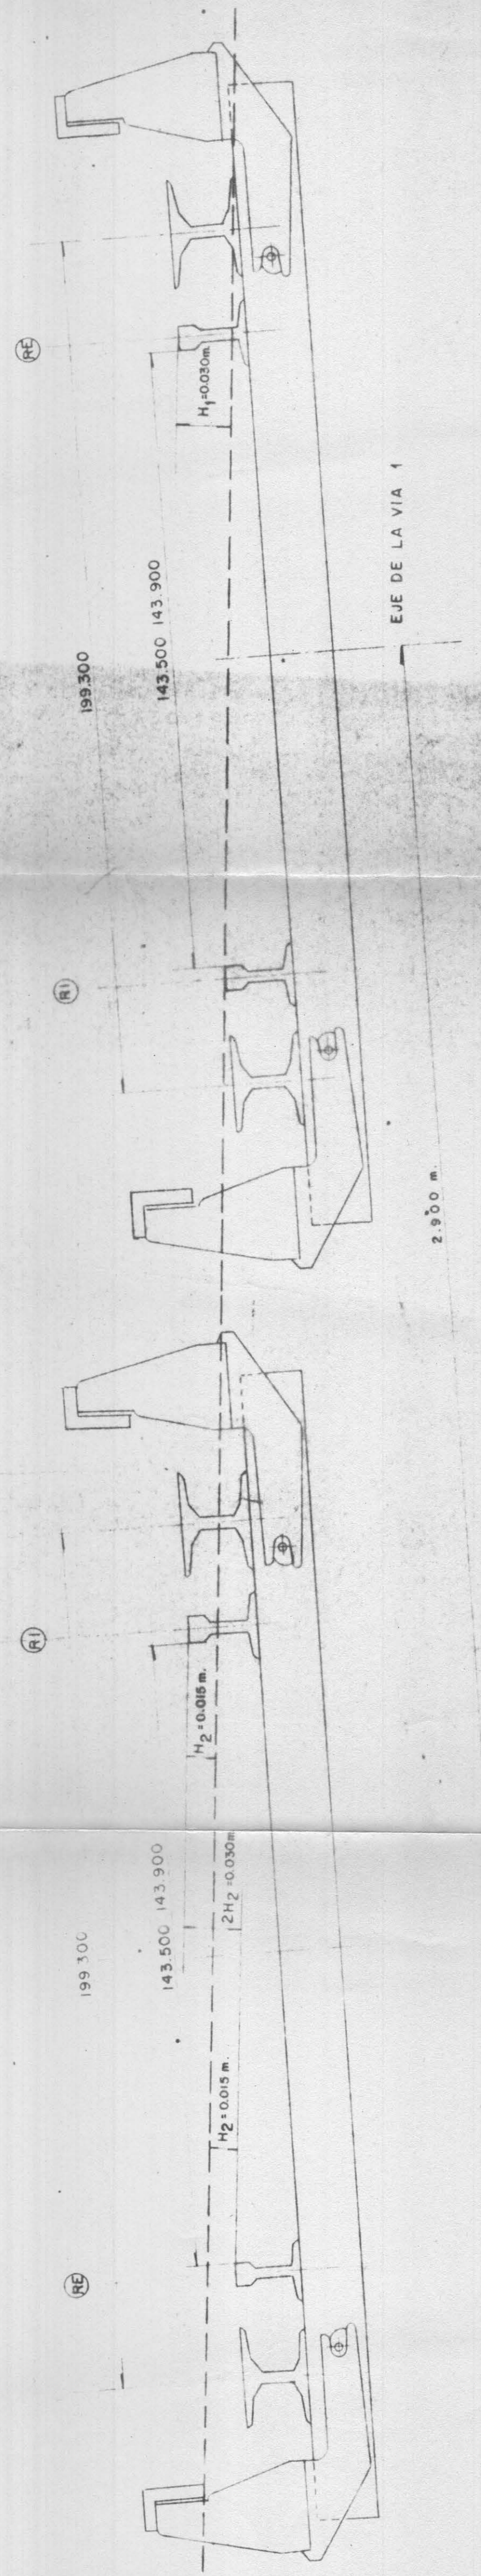 RE
H₁=0.030m.
199.300
143.500 143.900
EJE DE LA VIA 1
RI
2.900 m.
RI
H₂=0.015m.
2H₂=0.030m
199.300
143.500 143.900
H₂=0.015 m.
RE